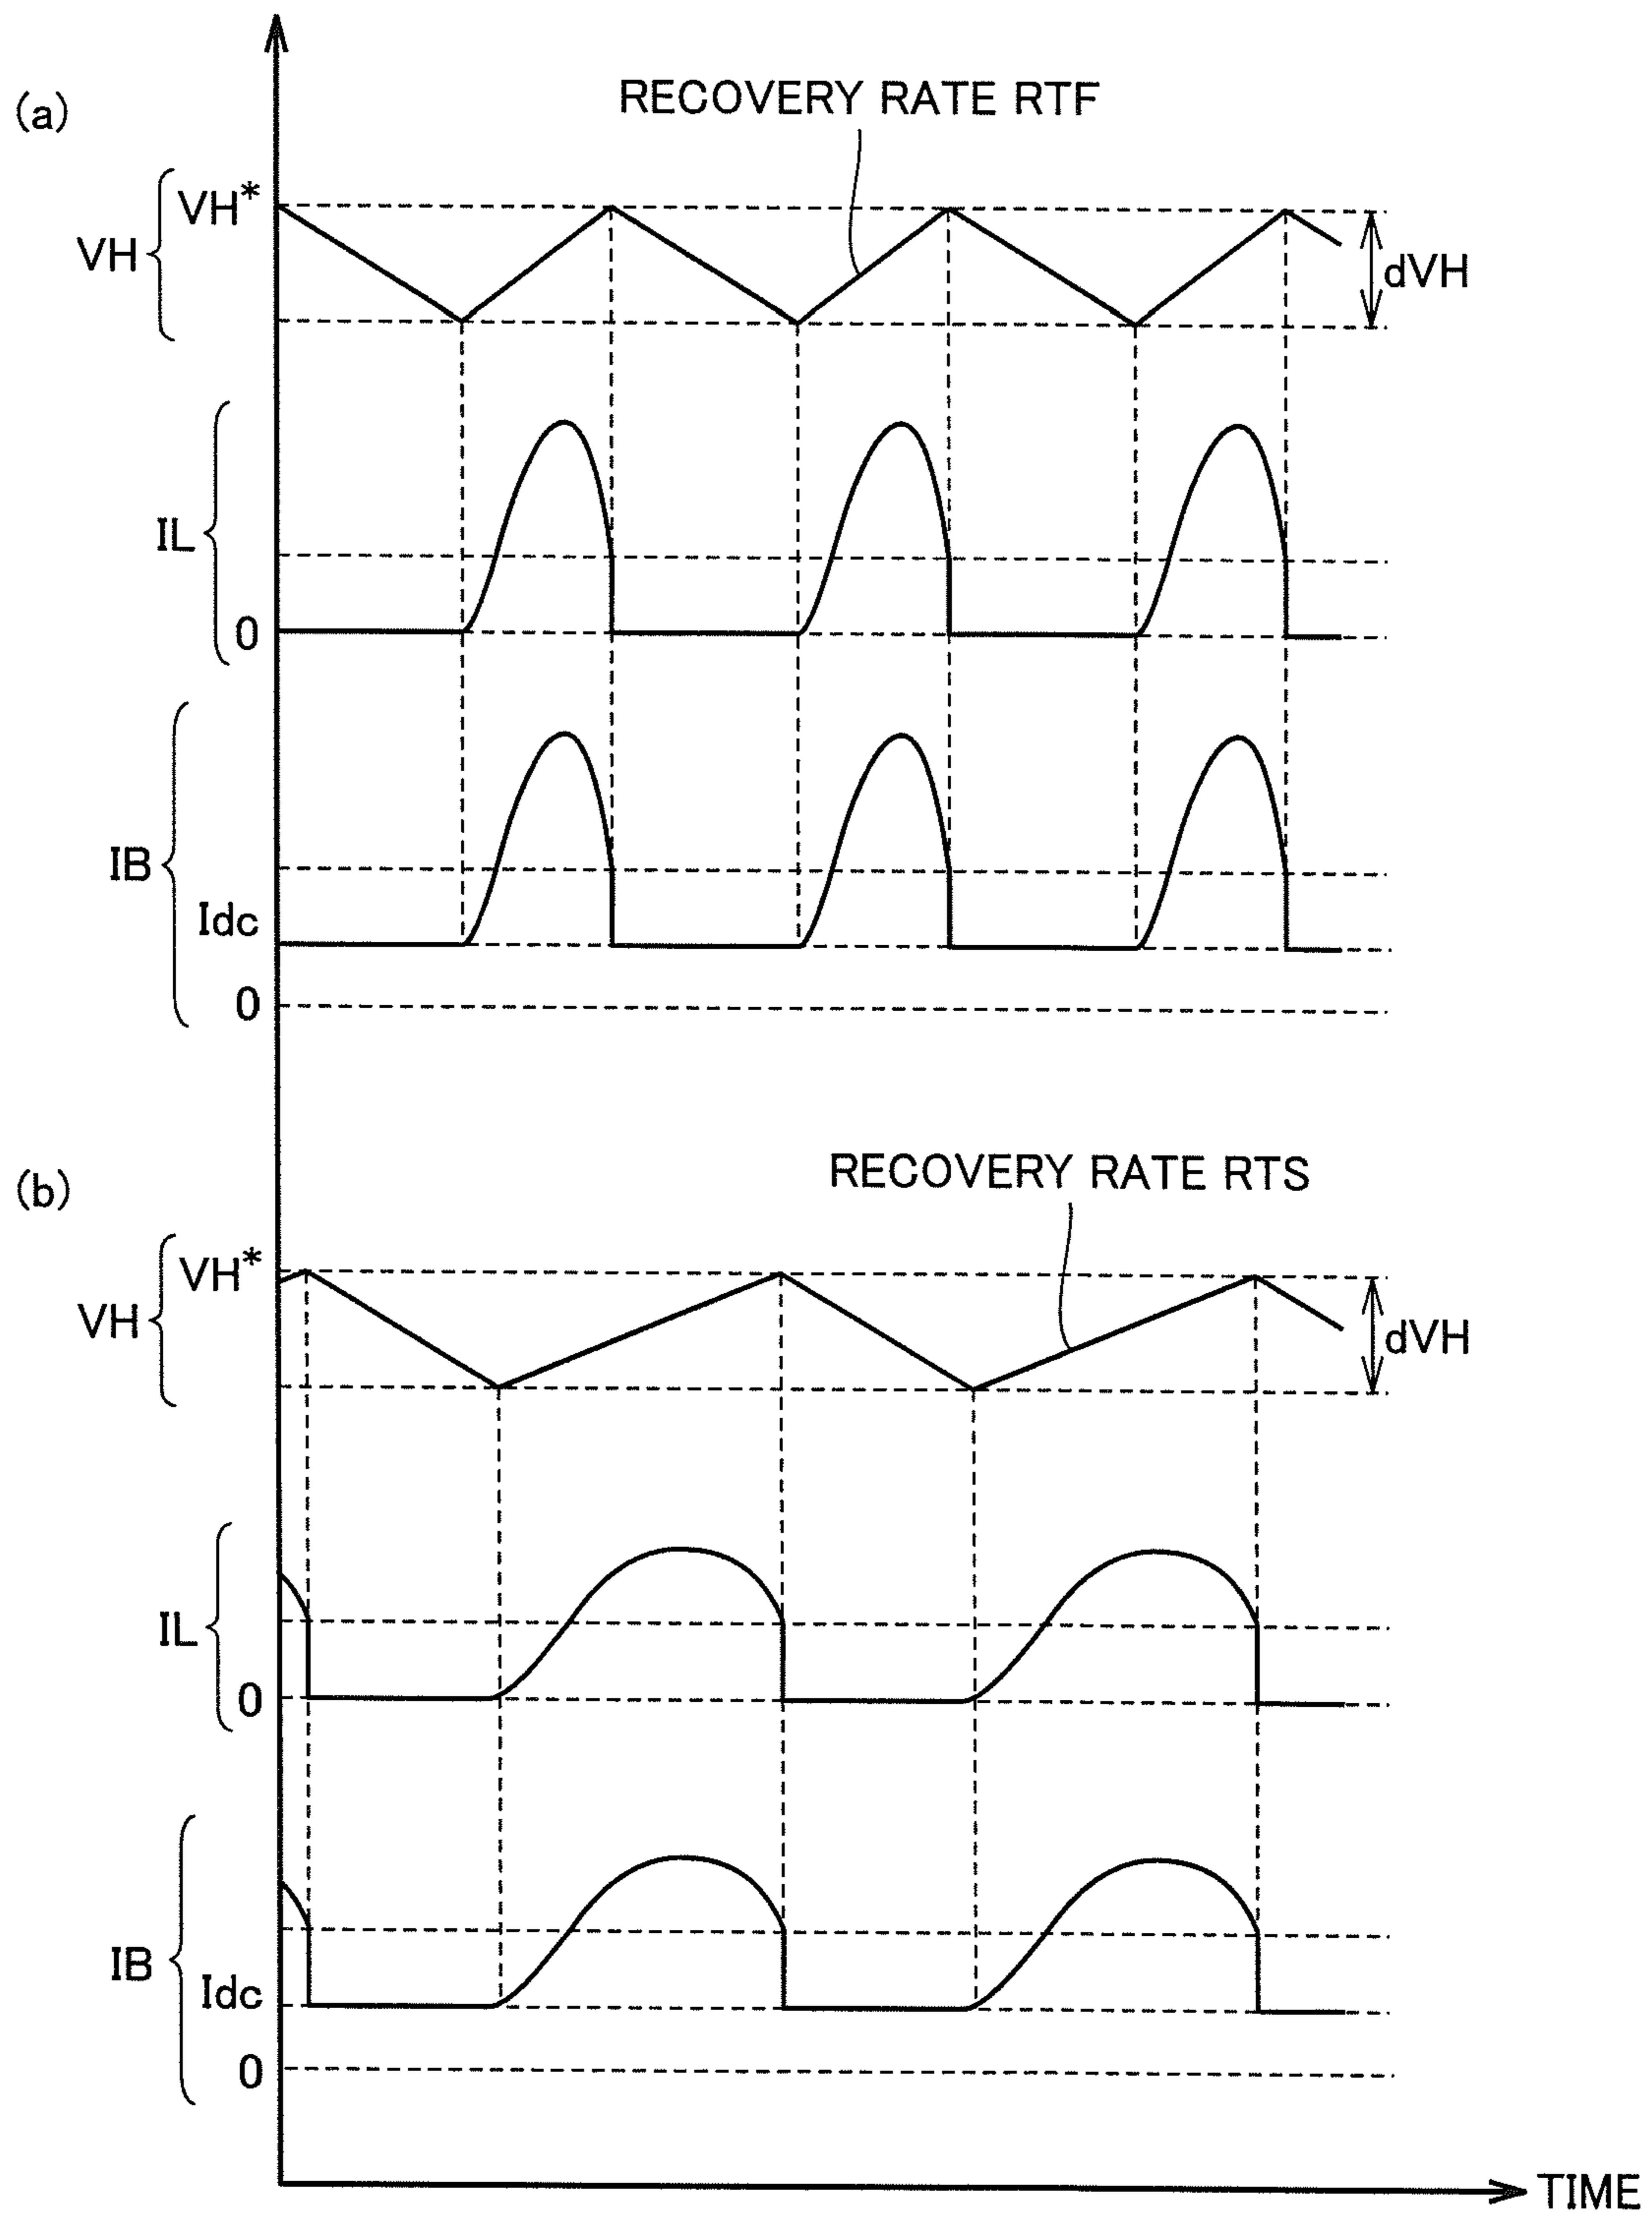 (a)
RECOVERY RATE RTF
VH*
VH
dVH
IL
0
IB
Idc
0
(b)
RECOVERY RATE RTS
VH*
VH
dVH
IL
0
IB
Idc
0
TIME